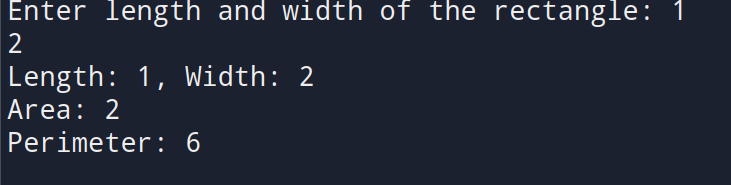 Enter length and width of the rectangle: 1
2
Length: 1, Width: 2
Area: 2
Perimeter: 6